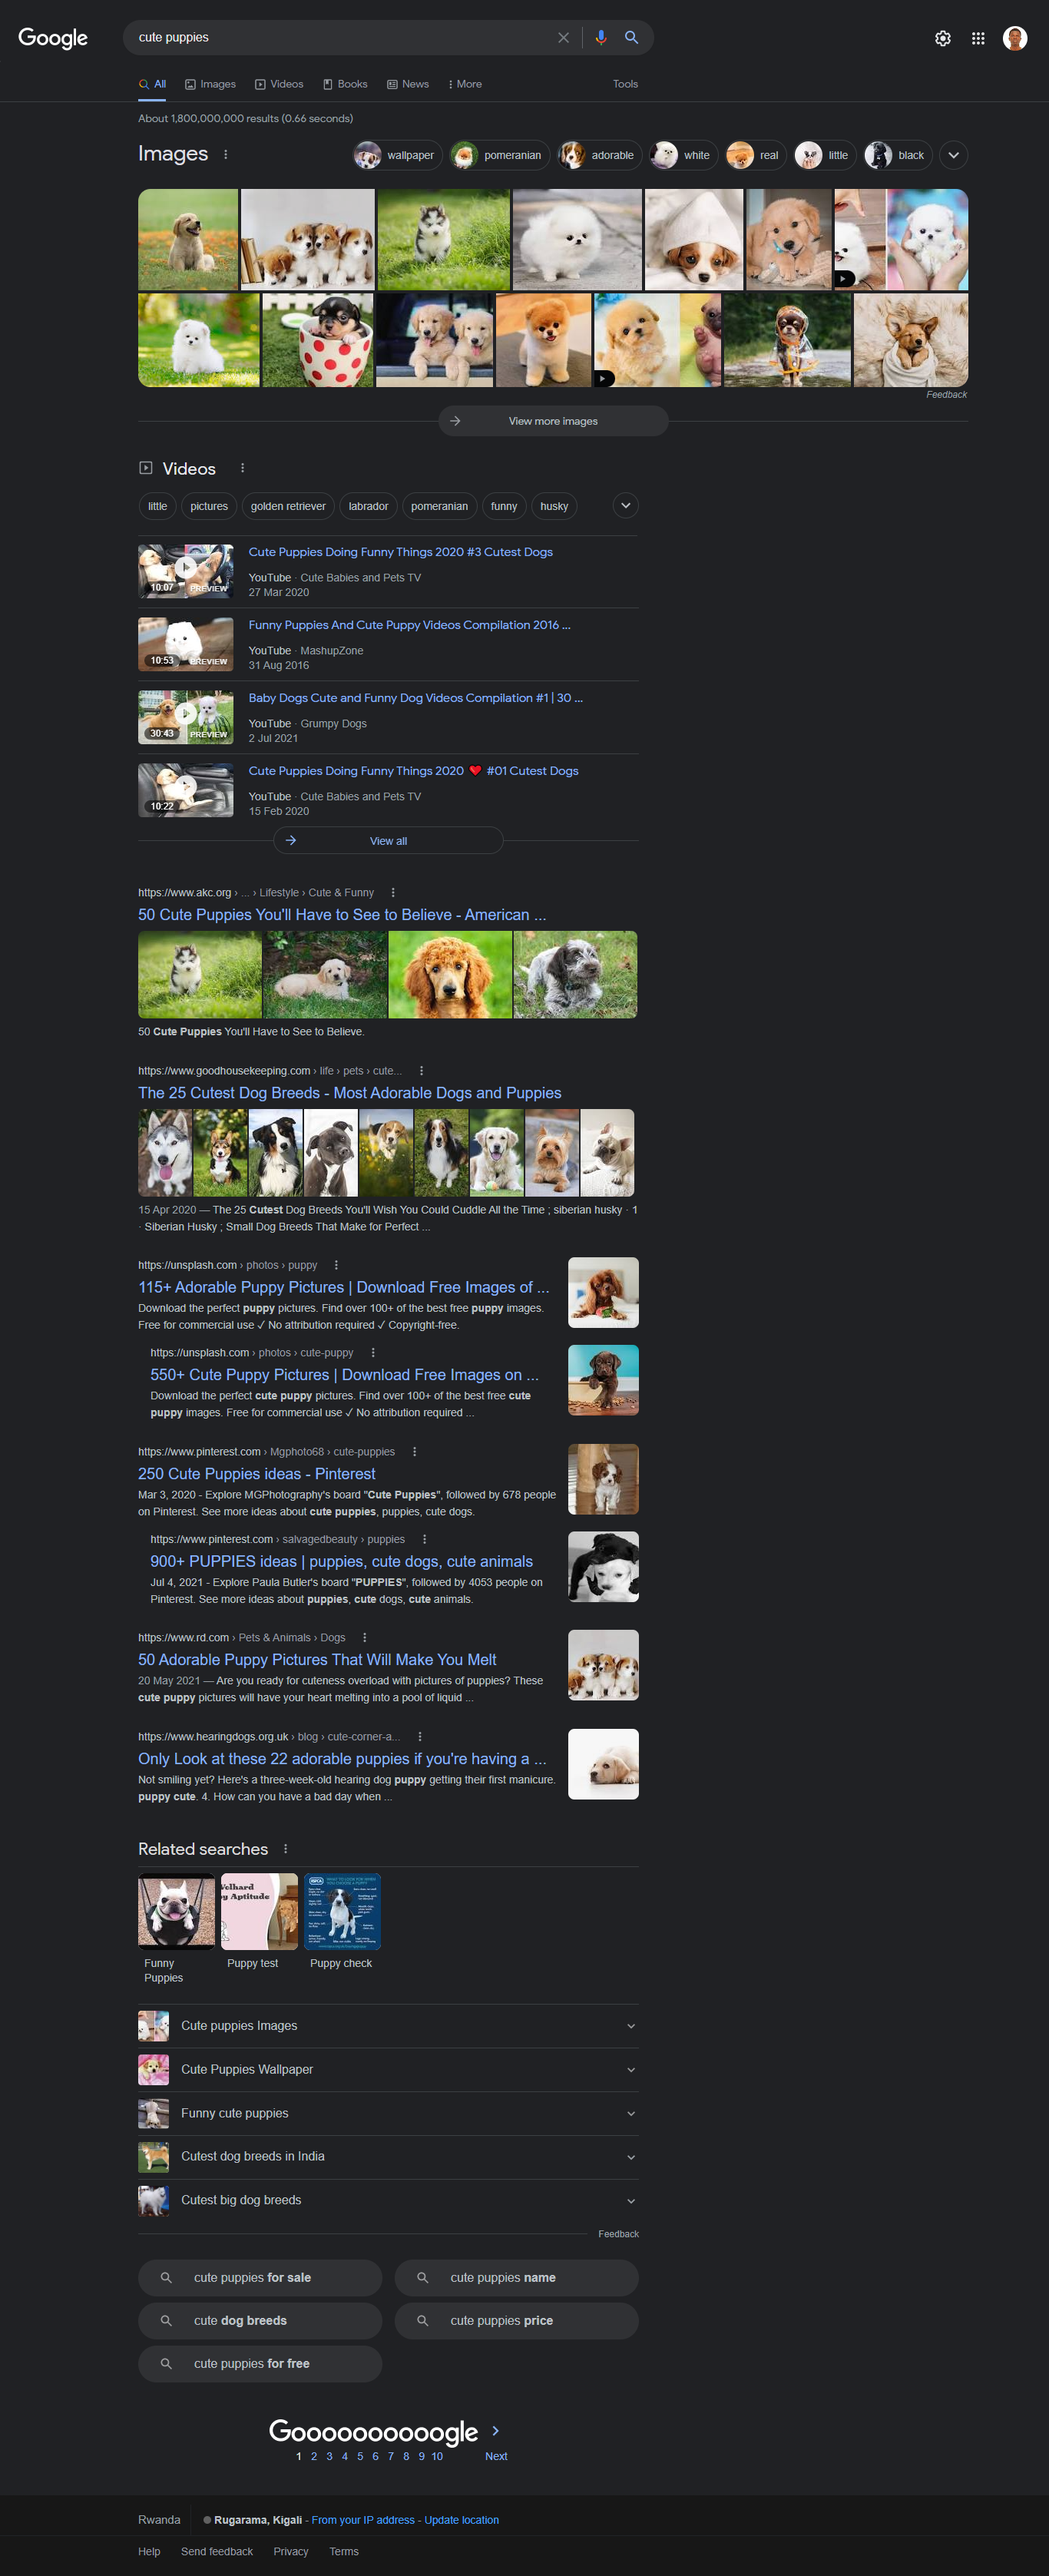 Google
cute puppies
All
Images
Videos
Books
News
More
Tools
About 1,800,000,000 results (0.66 seconds)
Images
wallpaper
pomeranian
adorable
white
real
little
black
Feedback
View more images
Videos
little
pictures
golden retriever
labrador
pomeranian
funny
husky
Cute Puppies Doing Funny Things 2020 #3 Cutest Dogs
10:07
PREVIEW
YouTube · Cute Babies and Pets TV
27 Mar 2020
Funny Puppies And Cute Puppy Videos Compilation 2016 ...
10:53
PREVIEW
YouTube · MashupZone
31 Aug 2016
Baby Dogs Cute and Funny Dog Videos Compilation #1 | 30 ...
30:43
PREVIEW
YouTube · Grumpy Dogs
2 Jul 2021
Cute Puppies Doing Funny Things 2020 ❤️ #01 Cutest Dogs
10:22
YouTube · Cute Babies and Pets TV
15 Feb 2020
View all
https://www.akc.org › ... › Lifestyle › Cute & Funny
50 Cute Puppies You'll Have to See to Believe - American ...
50 Cute Puppies You'll Have to See to Believe.
https://www.goodhousekeeping.com › life › pets › cute...
The 25 Cutest Dog Breeds - Most Adorable Dogs and Puppies
15 Apr 2020 — The 25 Cutest Dog Breeds You'll Wish You Could Cuddle All the Time ; siberian husky · 1
· Siberian Husky ; Small Dog Breeds That Make for Perfect ...
https://unsplash.com › photos › puppy
115+ Adorable Puppy Pictures | Download Free Images of ...
Download the perfect puppy pictures. Find over 100+ of the best free puppy images.
Free for commercial use ✓ No attribution required ✓ Copyright-free.
https://unsplash.com › photos › cute-puppy
550+ Cute Puppy Pictures | Download Free Images on ...
Download the perfect cute puppy pictures. Find over 100+ of the best free cute
puppy images. Free for commercial use ✓ No attribution required ...
https://www.pinterest.com › Mgphoto68 › cute-puppies
250 Cute Puppies ideas - Pinterest
Mar 3, 2020 - Explore MGPhotography's board "Cute Puppies", followed by 678 people
on Pinterest. See more ideas about cute puppies, puppies, cute dogs.
https://www.pinterest.com › salvagedbeauty › puppies
900+ PUPPIES ideas | puppies, cute dogs, cute animals
Jul 4, 2021 - Explore Paula Butler's board "PUPPIES", followed by 4053 people on
Pinterest. See more ideas about puppies, cute dogs, cute animals.
https://www.rd.com › Pets & Animals › Dogs
50 Adorable Puppy Pictures That Will Make You Melt
20 May 2021 — Are you ready for cuteness overload with pictures of puppies? These
cute puppy pictures will have your heart melting into a pool of liquid ...
https://www.hearingdogs.org.uk › blog › cute-corner-a...
Only Look at these 22 adorable puppies if you're having a ...
Not smiling yet? Here's a three-week-old hearing dog puppy getting their first manicure.
puppy cute. 4. How can you have a bad day when ...
Related searches
Funny Puppies
Puppy test
Puppy check
Cute puppies Images
Cute Puppies Wallpaper
Funny cute puppies
Cutest dog breeds in India
Cutest big dog breeds
Feedback
cute puppies for sale
cute puppies name
cute dog breeds
cute puppies price
cute puppies for free
Goooooooooogle
1 2 3 4 5 6 7 8 9 10 Next
Rwanda
Rugarama, Kigali - From your IP address - Update location
Help
Send feedback
Privacy
Terms